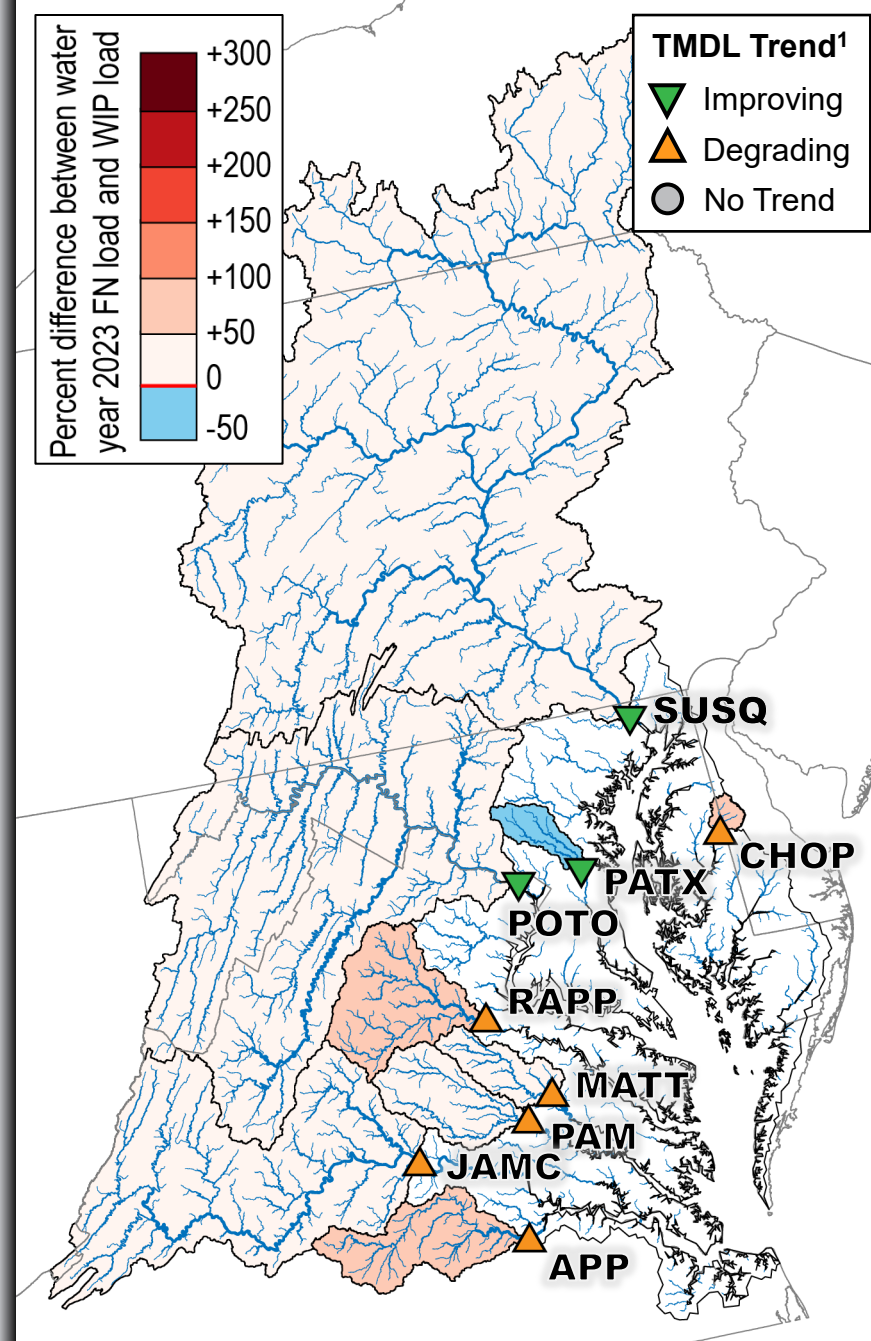 Percent difference between water
year 2023 FN load and WIP load
+300
+250
+200
+150
+100
+50
0
-50
TMDL Trend¹
Improving
Degrading
No Trend
SUSQ
CHOP
PATX
POTO
RAPP
MATT
PAM
JAMC
APP